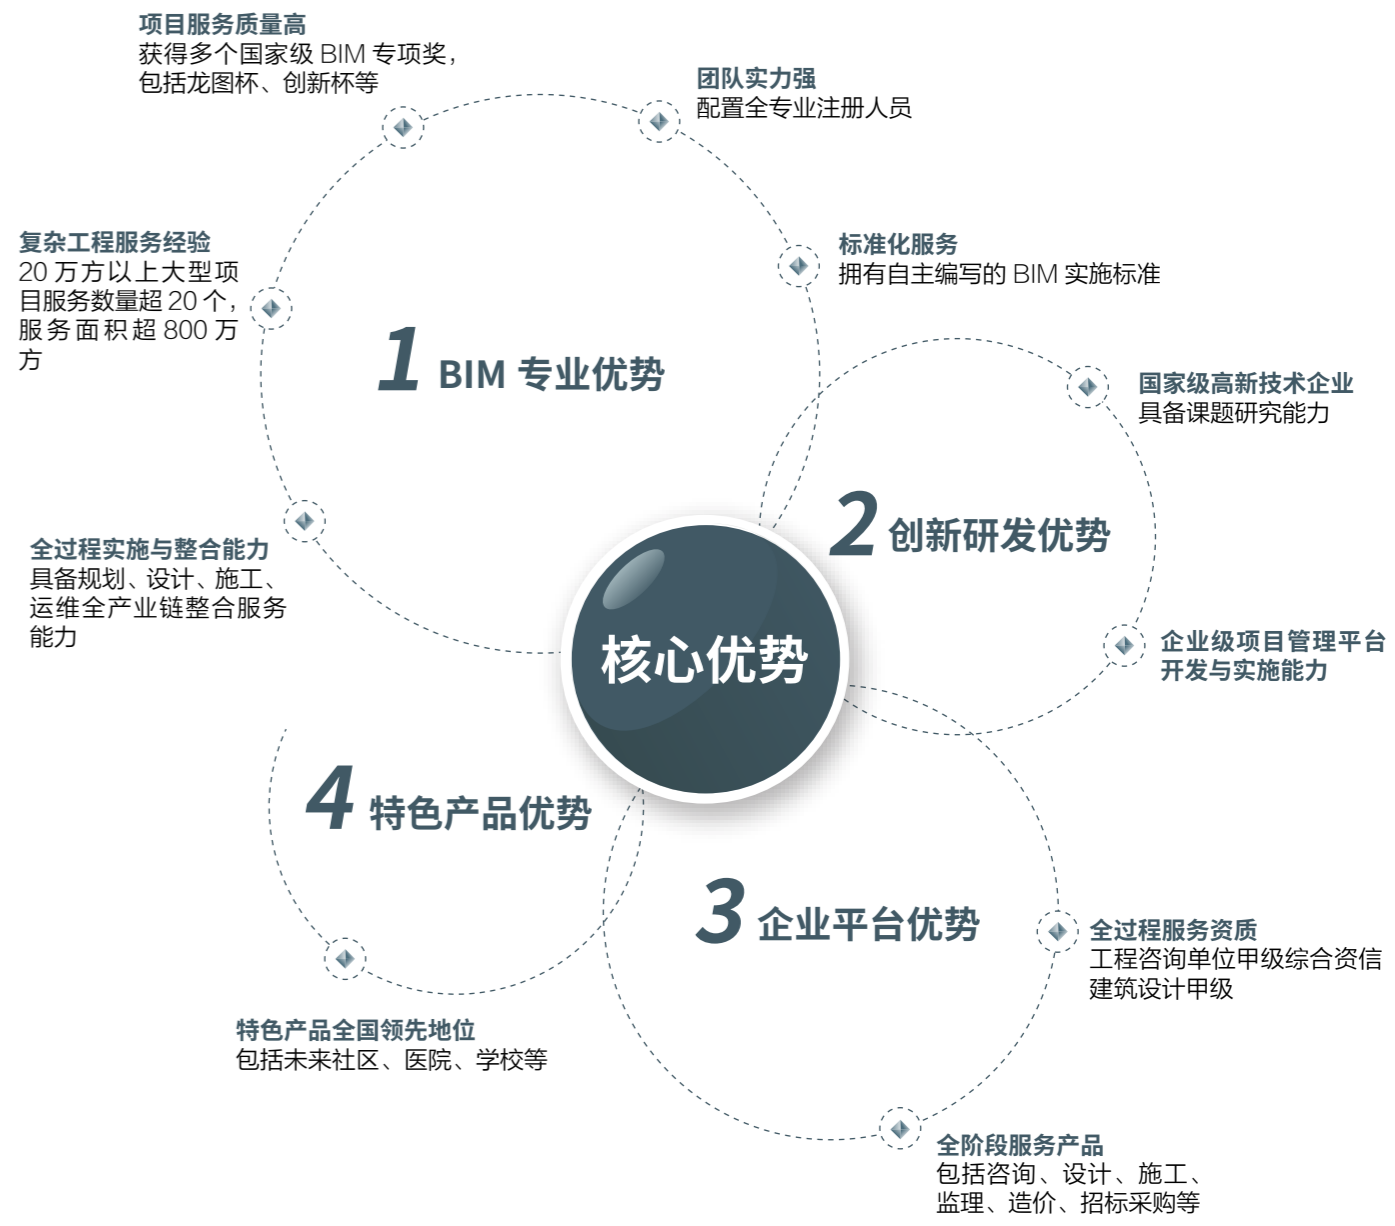 项目服务质量高
获得多个国家级 BIM 专项奖，
包括龙图杯、创新杯等
团队实力强
配置全专业注册人员
标准化服务
拥有自主编写的 BIM 实施标准
复杂工程服务经验
20 万方以上大型项
目服务数量超 20 个，
服务面积超 800 万
方
全过程实施与整合能力
具备规划、设计、施工、
运维全产业链整合服务
能力
1 BIM 专业优势
国家级高新技术企业
具备课题研究能力
2 创新研发优势
企业级项目管理平台
开发与实施能力
核心优势
4 特色产品优势
特色产品全国领先地位
包括未来社区、医院、学校等
3 企业平台优势
全过程服务资质
工程咨询单位甲级综合资信
建筑设计甲级
全阶段服务产品
包括咨询、设计、施工、
监理、造价、招标采购等